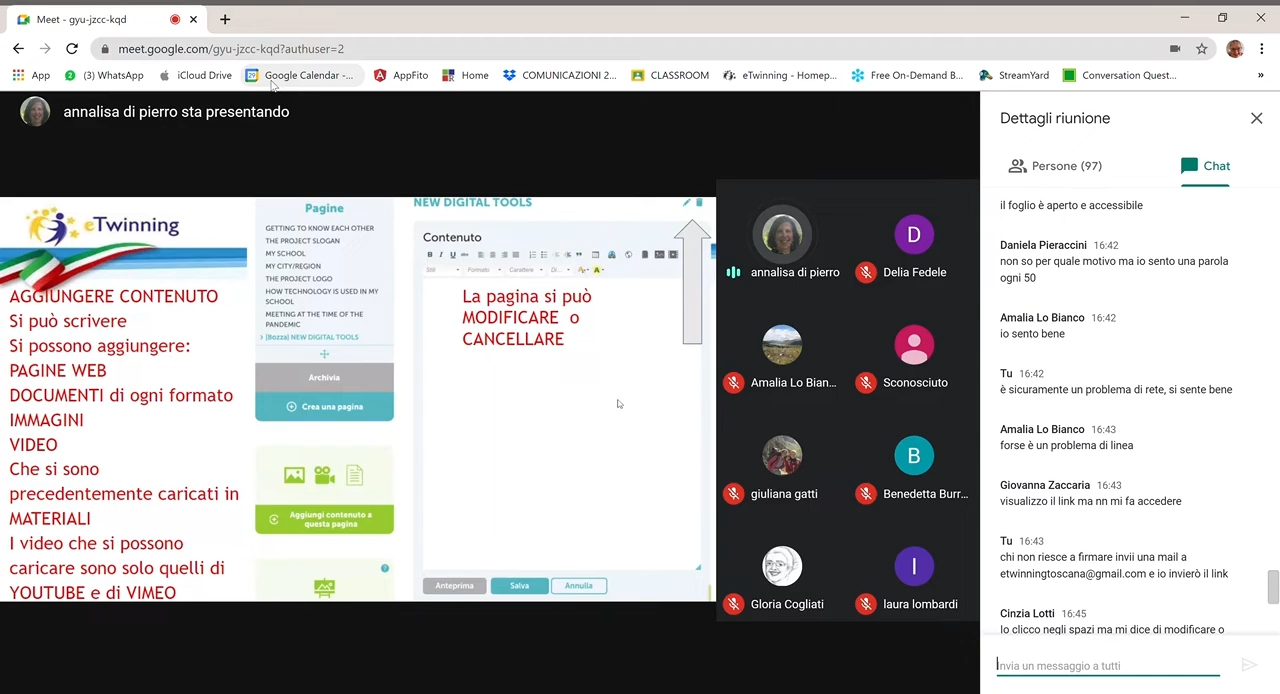 Meet - gyu-jzcc-kqd
meet.google.com/gyu-jzcc-kqd?authuser=2
App
(3) WhatsApp
iCloud Drive
Google Calendar -...
AppFito
Home
COMUNICAZIONI 2...
CLASSROOM
eTwinning - Homep...
Free On-Demand B...
StreamYard
Conversation Quest...
»
annalisa di pierro sta presentando
eTwinning
AGGIUNGERE CONTENUTO
Si può scrivere
Si possono aggiungere:
PAGINE WEB
DOCUMENTI di ogni formato
IMMAGINI
VIDEO
Che si sono
precedentemente caricati in
MATERIALI
I video che si possono
caricare sono solo quelli di
YOUTUBE e di VIMEO
Pagine
GETTING TO KNOW EACH OTHER
THE PROJECT SLOGAN
MY SCHOOL
MY CITY/REGION
THE PROJECT LOGO
HOW TECHNOLOGY IS USED IN MY
SCHOOL
MEETING AT THE TIME OF THE
PANDEMIC
> [Bozza] NEW DIGITAL TOOLS
Archivia
Crea una pagina
Aggiungi contenuto a
questa pagina
?
NEW DIGITAL TOOLS
Contenuto
B I U abc
Stili Formato Carattere Di... A A
La pagina si può
MODIFICARE o
CANCELLARE
Anteprima
Salva
Annulla
annalisa di pierro
D
Delia Fedele
Amalia Lo Bian...
Sconosciuto
giuliana gatti
B
Benedetta Burr...
Gloria Cogliati
I
laura lombardi
Dettagli riunione
Persone (97)
Chat
il foglio è aperto e accessibile
Daniela Pieraccini 16:42
non so per quale motivo ma io sento una parola
ogni 50
Amalia Lo Bianco 16:42
io sento bene
Tu 16:42
è sicuramente un problema di rete, si sente bene
Amalia Lo Bianco 16:43
forse è un problema di linea
Giovanna Zaccaria 16:43
visualizzo il link ma nn mi fa accedere
Tu 16:43
chi non riesce a firmare invii una mail a
etwinningtoscana@gmail.com e io invierò il link
Cinzia Lotti 16:45
Io clicco negli spazi ma mi dice di modificare o
Invia un messaggio a tutti